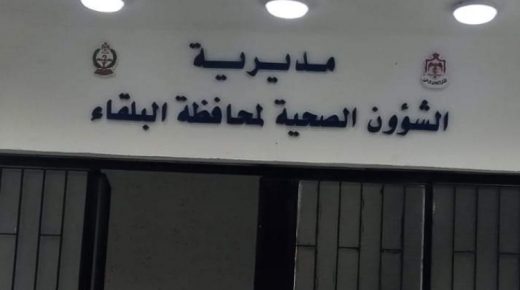 مديرية
الشؤون الصحية لمحافظة البلقاء